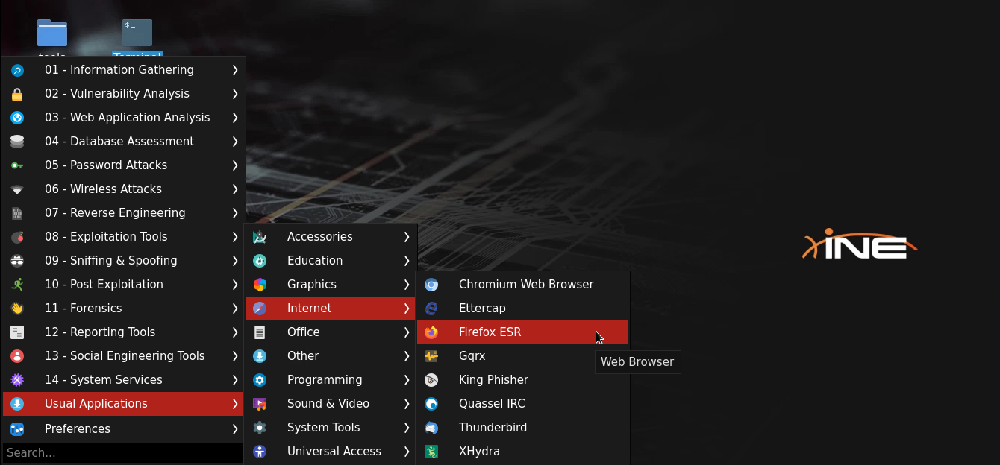 $_
tools
Terminal
01 - Information Gathering
02 - Vulnerability Analysis
03 - Web Application Analysis
04 - Database Assessment
05 - Password Attacks
06 - Wireless Attacks
07 - Reverse Engineering
08 - Exploitation Tools
09 - Sniffing & Spoofing
10 - Post Exploitation
11 - Forensics
12 - Reporting Tools
13 - Social Engineering Tools
14 - System Services
Usual Applications
Preferences
Search...
Accessories
Education
Graphics
Internet
Office
Other
Programming
Sound & Video
System Tools
Universal Access
Chromium Web Browser
Ettercap
Firefox ESR
Gqrx
King Phisher
Quassel IRC
Thunderbird
XHydra
Web Browser
INE